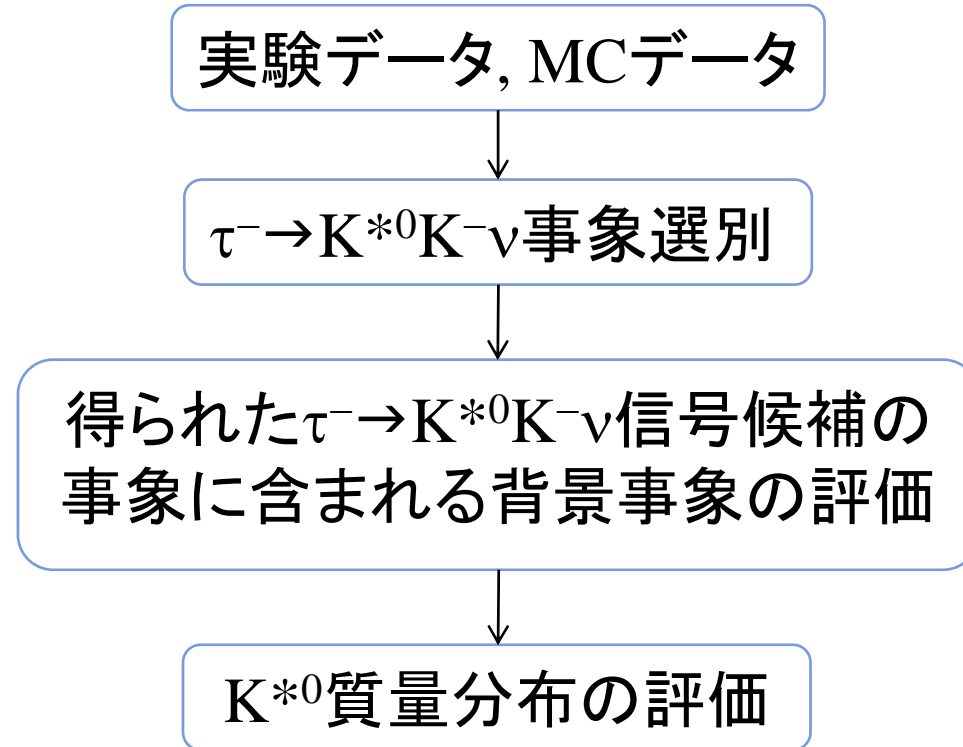 実験データ, MCデータ
τ⁻→K*⁰K⁻ν事象選別
得られたτ⁻→K*⁰K⁻ν信号候補の
事象に含まれる背景事象の評価
K*⁰質量分布の評価